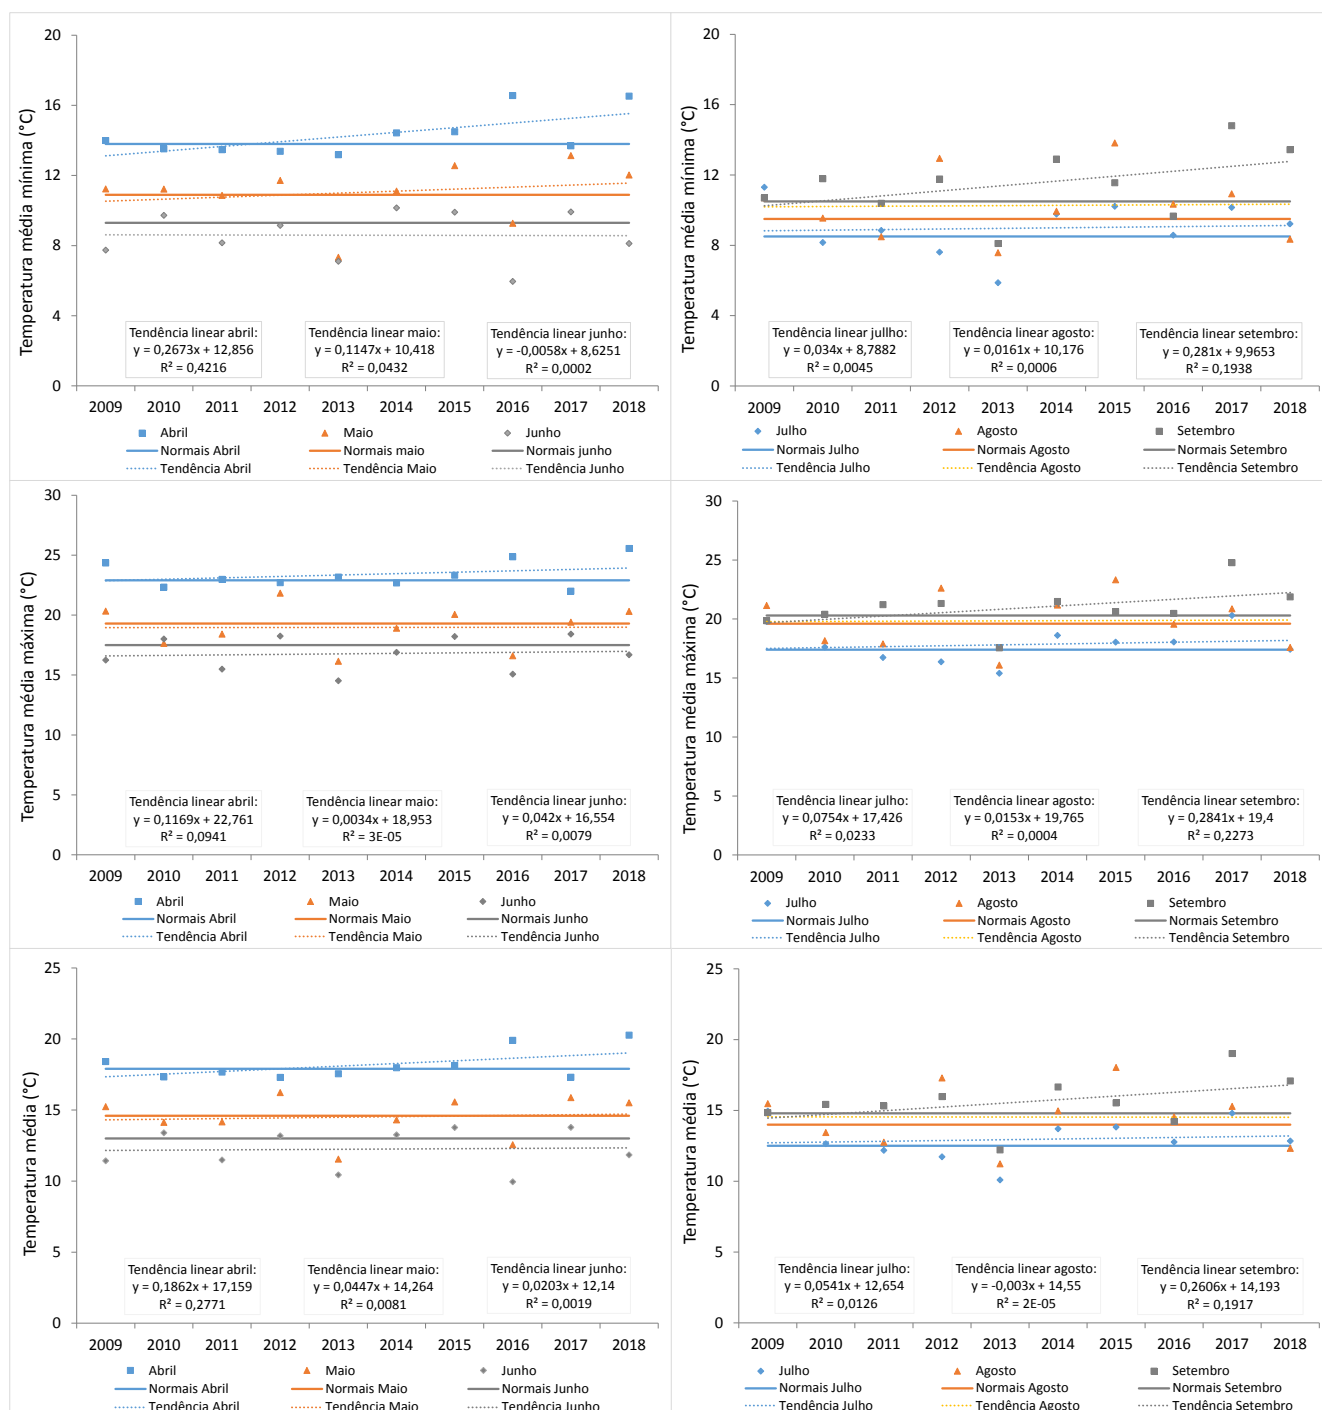 Temperatura média mínima (°C)
20
16
12
8
4
0
Tendência linear abril:
y = 0,2673x + 12,856
R² = 0,4216
Tendência linear maio:
y = 0,1147x + 10,418
R² = 0,0432
Tendência linear junho:
y = -0,0058x + 8,6251
R² = 0,0002
2009 2010 2011 2012 2013 2014 2015 2016 2017 2018
Abril Maio Junho
Normais Abril Normais maio Normais junho
Tendência Abril Tendência Maio Tendência Junho
Temperatura média mínima (°C)
20
16
12
8
4
0
Tendência linear jullho:
y = 0,034x + 8,7882
R² = 0,0045
Tendência linear agosto:
y = 0,0161x + 10,176
R² = 0,0006
Tendência linear setembro:
y = 0,281x + 9,9653
R² = 0,1938
2009 2010 2011 2012 2013 2014 2015 2016 2017 2018
Julho Agosto Setembro
Normais Julho Normais Agosto Normais Setembro
Tendência Julho Tendência Agosto Tendência Setembro
Temperatura média máxima (°C)
30
25
20
15
10
5
0
Tendência linear abril:
y = 0,1169x + 22,761
R² = 0,0941
Tendência linear maio:
y = 0,0034x + 18,953
R² = 3E-05
Tendência linear junho:
y = 0,042x + 16,554
R² = 0,0079
2009 2010 2011 2012 2013 2014 2015 2016 2017 2018
Abril Maio Junho
Normais Abril Normais Maio Normais Junho
Tendência Abril Tendência Maio Tendência Junho
Temperatura média máxima (°C)
30
25
20
15
10
5
0
Tendência linear julho:
y = 0,0754x + 17,426
R² = 0,0233
Tendência linear agosto:
y = 0,0153x + 19,765
R² = 0,0004
Tendência linear setembro:
y = 0,2841x + 19,4
R² = 0,2273
2009 2010 2011 2012 2013 2014 2015 2016 2017 2018
Julho Agosto Setembro
Normais Julho Normais Agosto Normais Setembro
Tendência Julho Tendência Agosto Tendência Setembro
Temperatura média (°C)
25
20
15
10
5
0
Tendência linear abril:
y = 0,1862x + 17,159
R² = 0,2771
Tendência linear maio:
y = 0,0447x + 14,264
R² = 0,0081
Tendência linear junho:
y = 0,0203x + 12,14
R² = 0,0019
2009 2010 2011 2012 2013 2014 2015 2016 2017 2018
Abril Maio Junho
Normais Abril Normais Maio Normais Junho
Tendência Abril Tendência Maio Tendência Junho
Temperatura média (°C)
25
20
15
10
5
0
Tendência linear julho:
y = 0,0541x + 12,654
R² = 0,0126
Tendência linear agosto:
y = -0,003x + 14,55
R² = 2E-05
Tendência linear setembro:
y = 0,2606x + 14,193
R² = 0,1917
2009 2010 2011 2012 2013 2014 2015 2016 2017 2018
Julho Agosto Setembro
Normais Julho Normais Agosto Normais Setembro
Tendência Julho Tendência Agosto Tendência Setembro